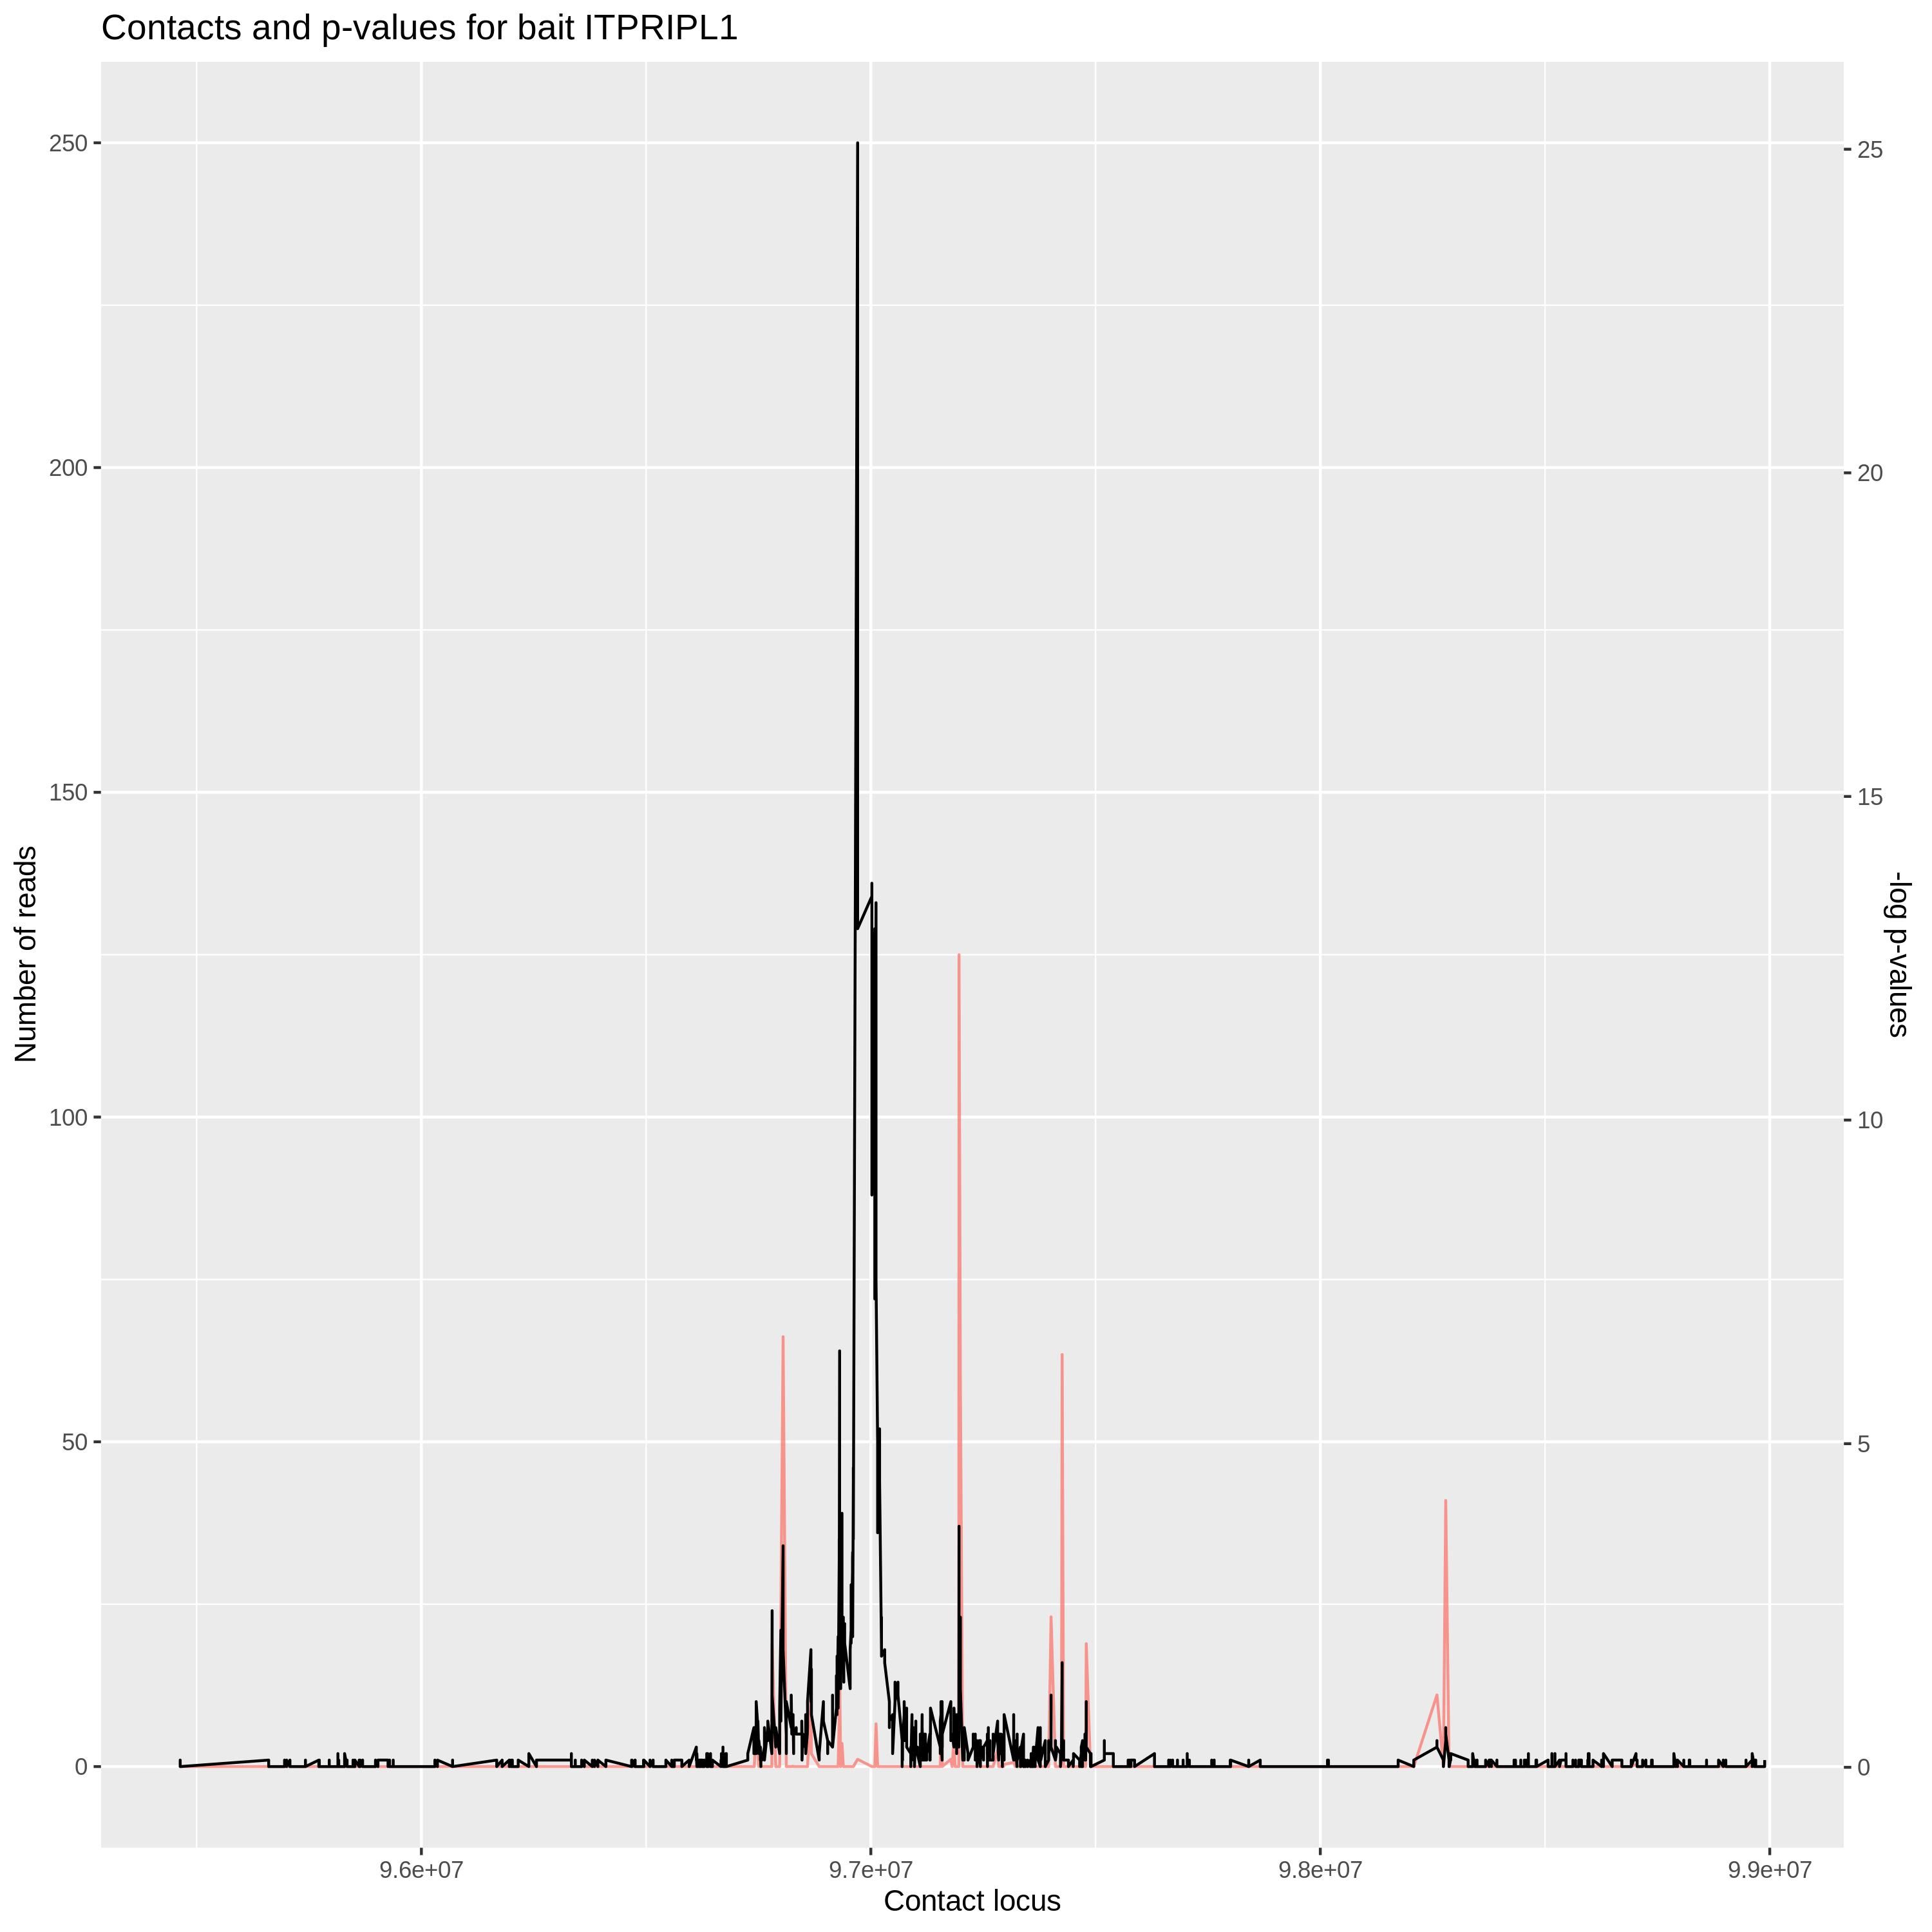 Contacts and p-values for bait ITPRIPL1
250
200
150
100
50
0
Number of reads
25
20
15
10
5
0
-log p-values
9.6e+07
9.7e+07
9.8e+07
9.9e+07
Contact locus